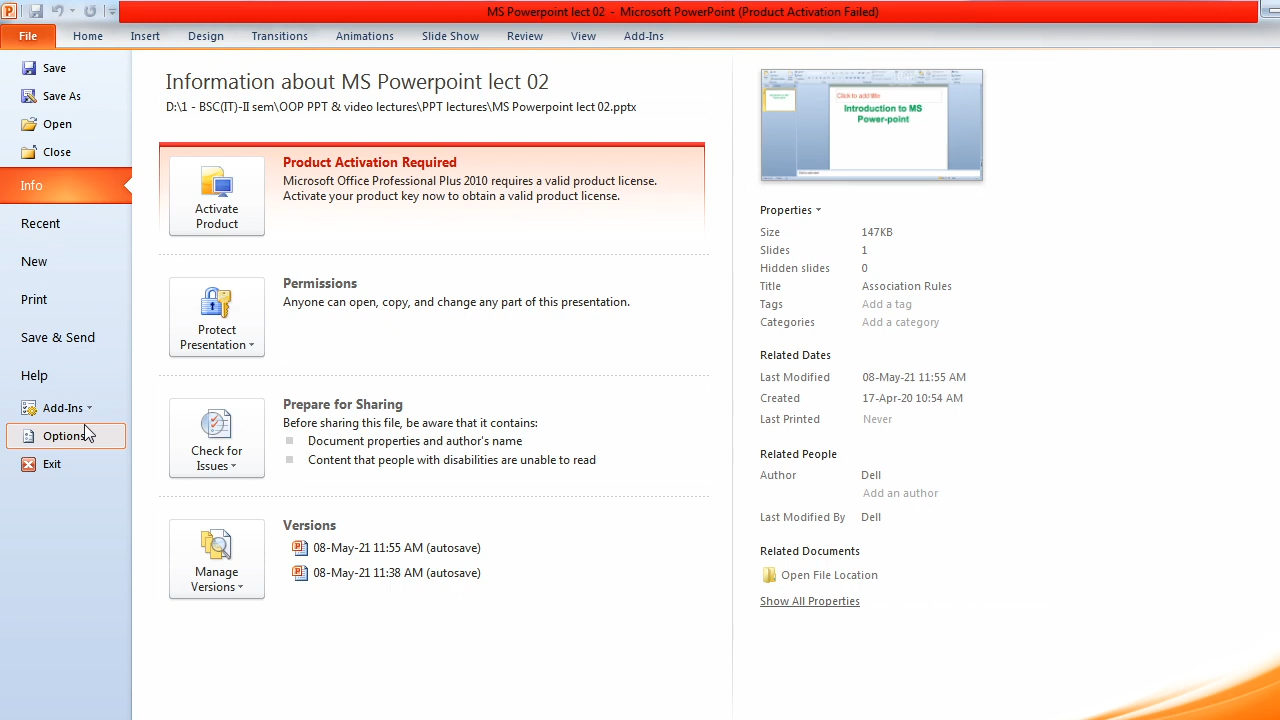 MS Powerpoint lect 02 - Microsoft PowerPoint (Product Activation Failed)
File Home Insert Design Transitions Animations Slide Show Review View Add-Ins
Save
Save As
Open
Close
Info
Recent
New
Print
Save & Send
Help
Add-Ins
Options
Exit
Information about MS Powerpoint lect 02
D:\1 - BSC(IT)-II sem\OOP PPT & video lectures\PPT lectures\MS Powerpoint lect 02.pptx
Activate
Product
Product Activation Required
Microsoft Office Professional Plus 2010 requires a valid product license.
Activate your product key now to obtain a valid product license.
Protect
Presentation
Permissions
Anyone can open, copy, and change any part of this presentation.
Check for
Issues
Prepare for Sharing
Before sharing this file, be aware that it contains:
Document properties and author's name
Content that people with disabilities are unable to read
Manage
Versions
Versions
08-May-21 11:55 AM (autosave)
08-May-21 11:38 AM (autosave)
Click to add title
Introduction to MS
Power-point
Properties
Size 147KB
Slides 1
Hidden slides 0
Title Association Rules
Tags Add a tag
Categories Add a category
Related Dates
Last Modified 08-May-21 11:55 AM
Created 17-Apr-20 10:54 AM
Last Printed Never
Related People
Author Dell
Add an author
Last Modified By Dell
Related Documents
Open File Location
Show All Properties